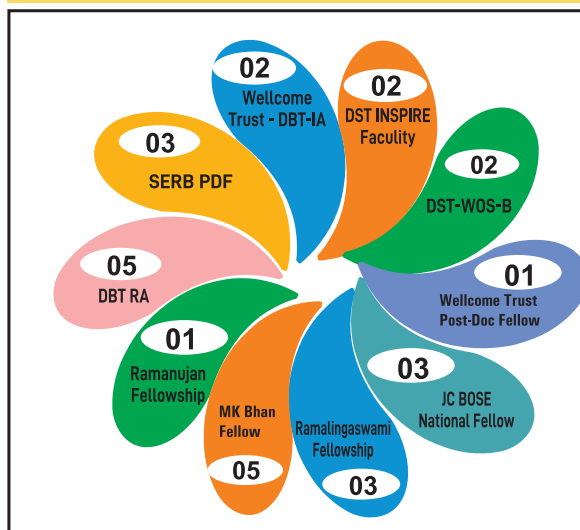 02
Wellcome
Trust - DBT-IA
02
DST INSPIRE
Faculity
02
DST-WOS-B
01
Wellcome Trust
Post-Doc Fellow
03
JC BOSE
National Fellow
Ramalingaswami
Fellowship
03
MK Bhan
Fellow
05
01
Ramanujan
Fellowship
05
DBT RA
03
SERB PDF